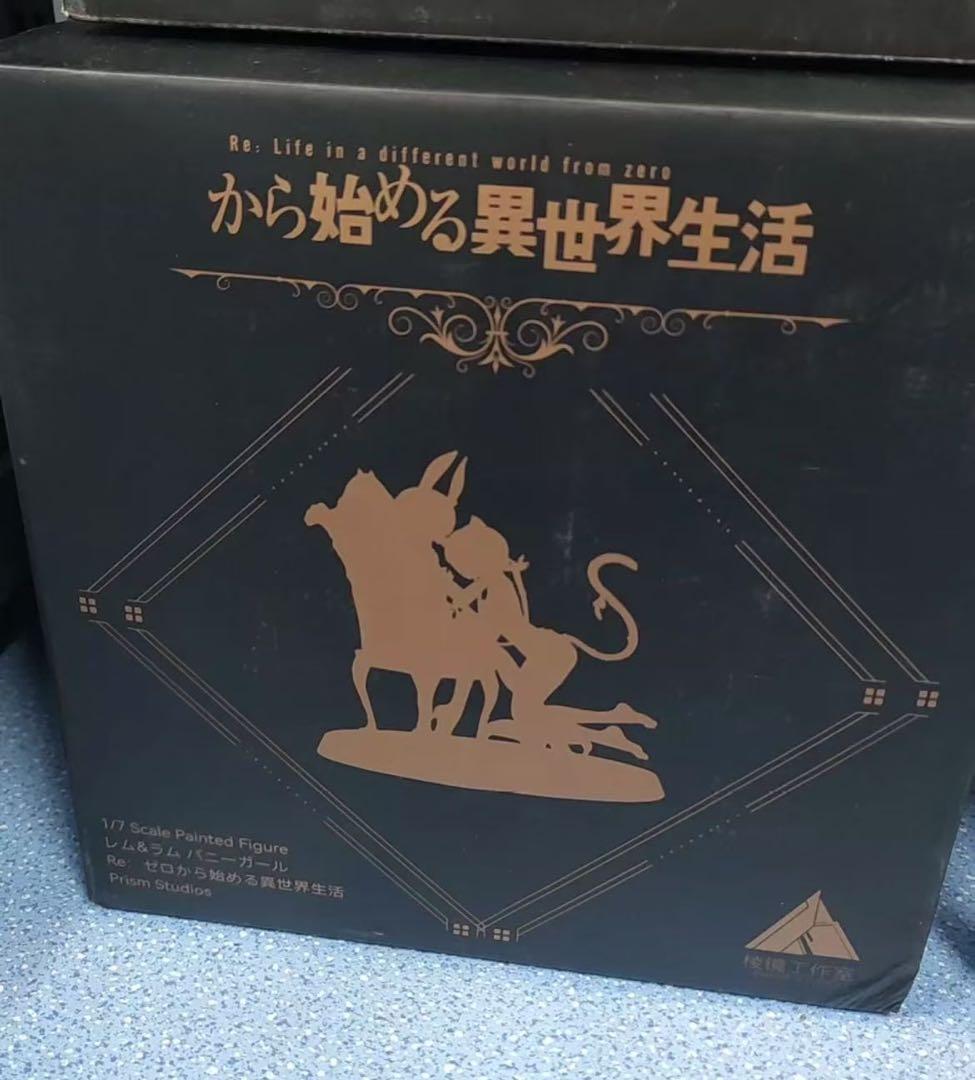 Re: Life in a different world from zero
から始める異世界生活
1/7 Scale Painted Figure
レム&ラム バニーガール
Re: ゼロから始める異世界生活
Prism Studios
棱镜工作室